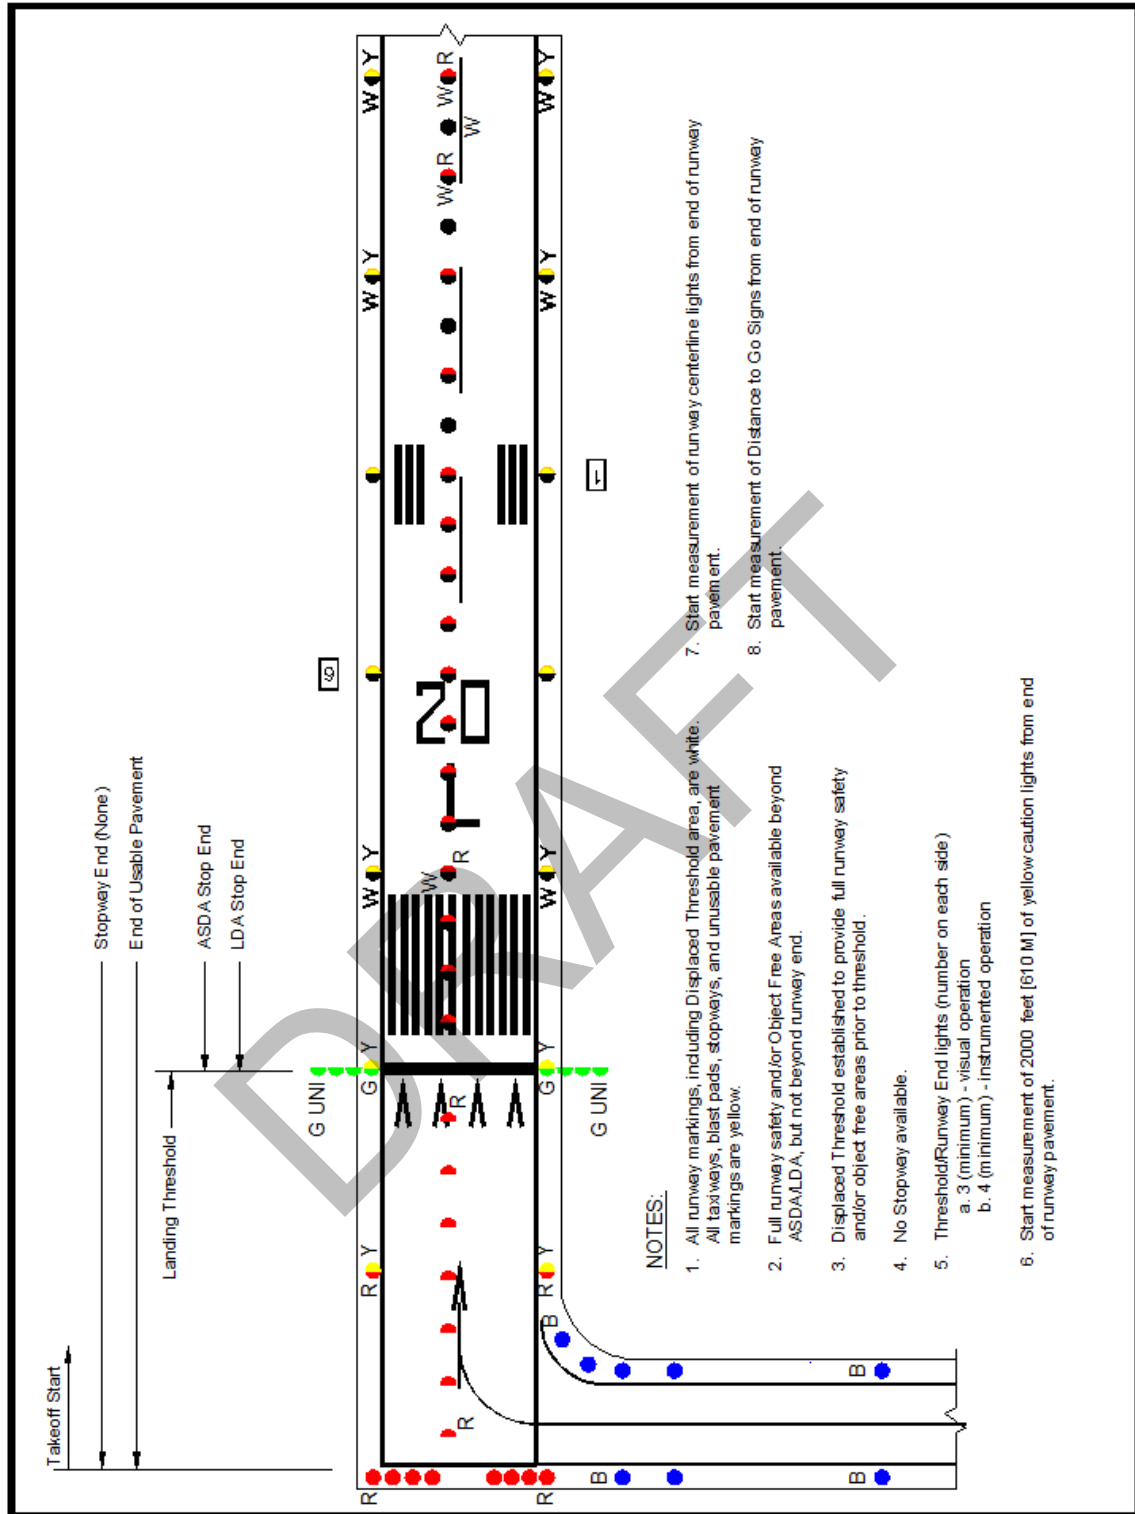 Takeoff Start
Stopway End (None)
End of Usable Pavement
Landing Threshold
ASDA Stop End
LDA Stop End
R
R Y
G UNI
G Y
W Y
W Y
W Y
R
R
W
R
W R
W R
W
20
L
9
1
R
R Y
G Y
G UNI
W Y
W Y
W Y
B
B
B
B
DRAFT
NOTES:
1. All runway markings, including Displaced Threshold area, are white.
All taxiways, blast pads, stopways, and unusable pavement
markings are yellow.
2. Full runway safety and/or Object Free Areas available beyond
ASDA/LDA, but not beyond runway end.
3. Displaced Threshold established to provide full runway safety
and/or object free areas prior to threshold.
4. No Stopway available.
5. Threshold/Runway End lights (number on each side)
a. 3 (minimum) - visual operation
b. 4 (minimum) - instrumented operation
6. Start measurement of 2000 feet [610 M] of yellow caution lights from end
of runway pavement.
7. Start measurement of runway centerline lights from end of runway
pavement.
8. Start measurement of Distance to Go Signs from end of runway
pavement.